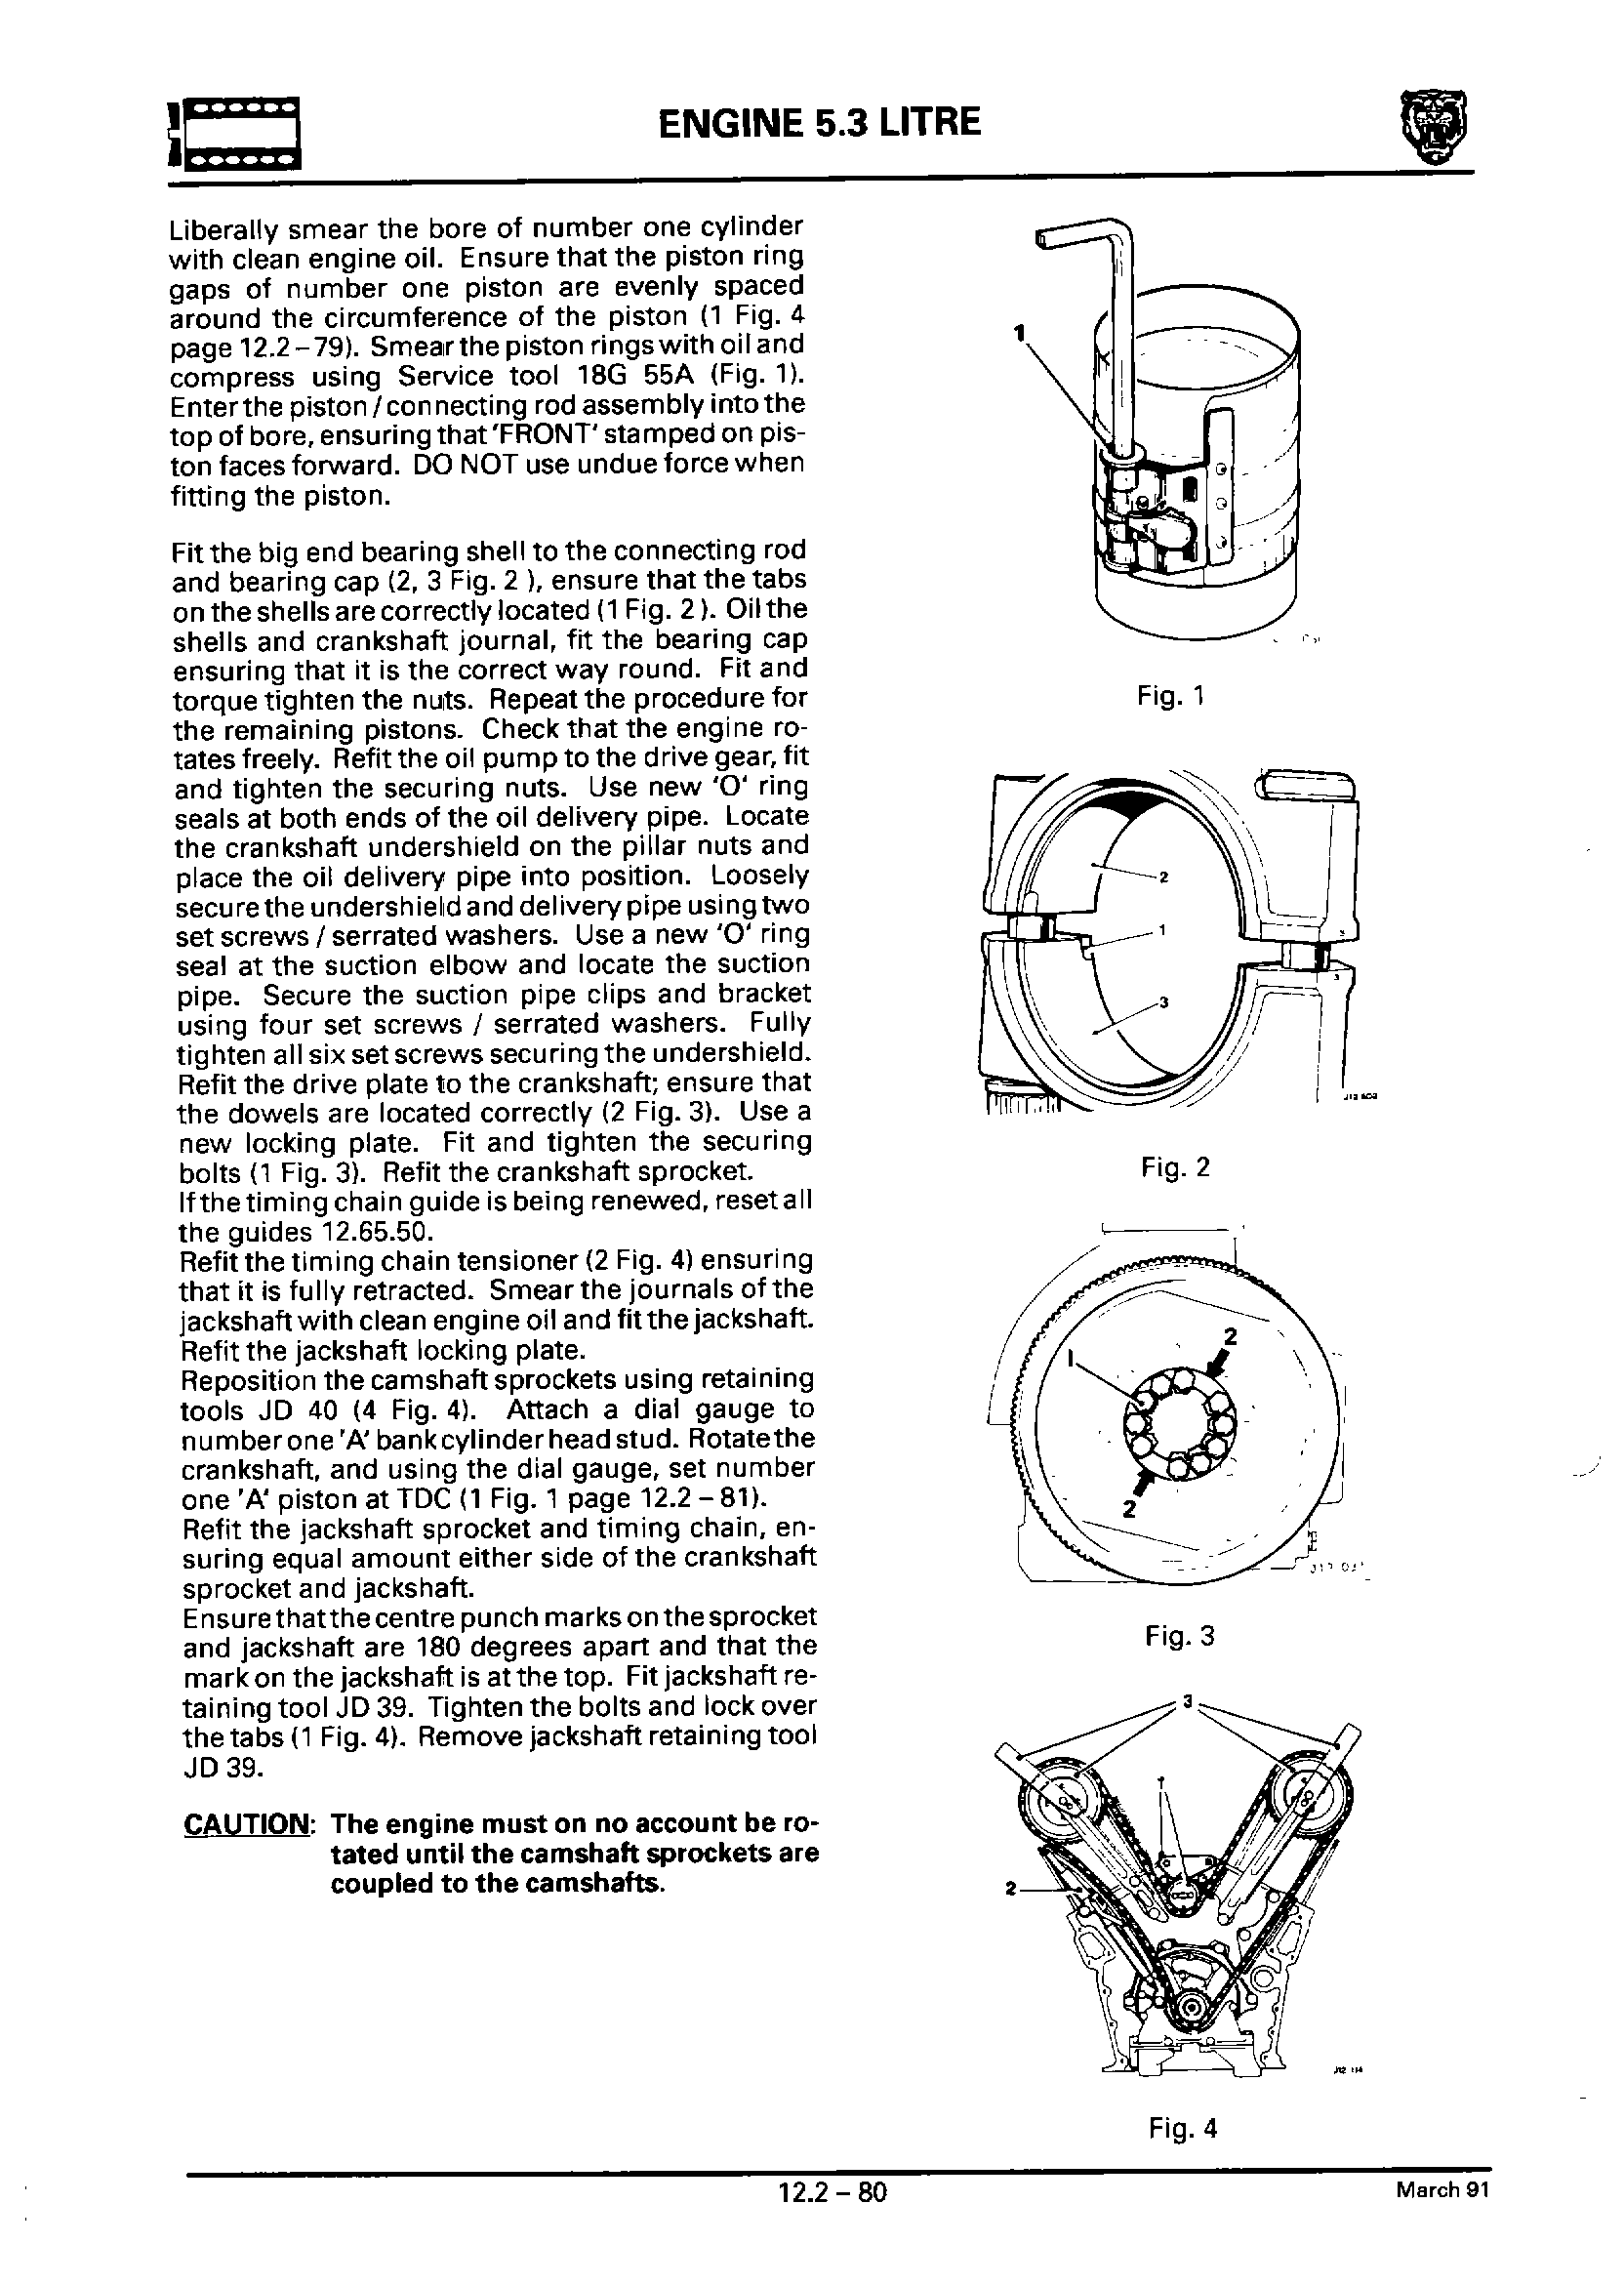 ENGINE 5.3 LITRE
Liberally smear the bore of number one cylinder
with clean engine oil. Ensure that the piston ring
gaps of number one piston are evenly spaced
around the circumference of the piston (1 Fig. 4
page 12.2–79). Smear the piston rings with oil and
compress using Service tool 18G 55A (Fig. 1).
Enter the piston / connecting rod assembly into the
top of bore, ensuring that 'FRONT' stamped on pis-
ton faces forward. DO NOT use undue force when
fitting the piston.
Fit the big end bearing shell to the connecting rod
and bearing cap (2, 3 Fig. 2 ), ensure that the tabs
on the shells are correctly located (1 Fig. 2 ). Oil the
shells and crankshaft journal, fit the bearing cap
ensuring that it is the correct way round. Fit and
torque tighten the nuts. Repeat the procedure for
the remaining pistons. Check that the engine ro-
tates freely. Refit the oil pump to the drive gear, fit
and tighten the securing nuts. Use new 'O' ring
seals at both ends of the oil delivery pipe. Locate
the crankshaft undershield on the pillar nuts and
place the oil delivery pipe into position. Loosely
secure the undershield and delivery pipe using two
set screws / serrated washers. Use a new 'O' ring
seal at the suction elbow and locate the suction
pipe. Secure the suction pipe clips and bracket
using four set screws / serrated washers. Fully
tighten all six set screws securing the undershield.
Refit the drive plate to the crankshaft; ensure that
the dowels are located correctly (2 Fig. 3). Use a
new locking plate. Fit and tighten the securing
bolts (1 Fig. 3). Refit the crankshaft sprocket.
If the timing chain guide is being renewed, reset all
the guides 12.65.50.
Refit the timing chain tensioner (2 Fig. 4) ensuring
that it is fully retracted. Smear the journals of the
jackshaft with clean engine oil and fit the jackshaft.
Refit the jackshaft locking plate.
Reposition the camshaft sprockets using retaining
tools JD 40 (4 Fig. 4). Attach a dial gauge to
number one 'A' bank cylinder head stud. Rotate the
crankshaft, and using the dial gauge, set number
one 'A' piston at TDC (1 Fig. 1 page 12.2 – 81).
Refit the jackshaft sprocket and timing chain, en-
suring equal amount either side of the crankshaft
sprocket and jackshaft.
Ensure that the centre punch marks on the sprocket
and jackshaft are 180 degrees apart and that the
mark on the jackshaft is at the top. Fit jackshaft re-
taining tool JD 39. Tighten the bolts and lock over
the tabs (1 Fig. 4). Remove jackshaft retaining tool
JD 39.
CAUTION: The engine must on no account be ro-
tated until the camshaft sprockets are
coupled to the camshafts.
1
Fig. 1
2
1
3
3
3
Fig. 2
2
1
2
Fig. 3
3
1
2
J12 114
Fig. 4
12.2 – 80
March 91